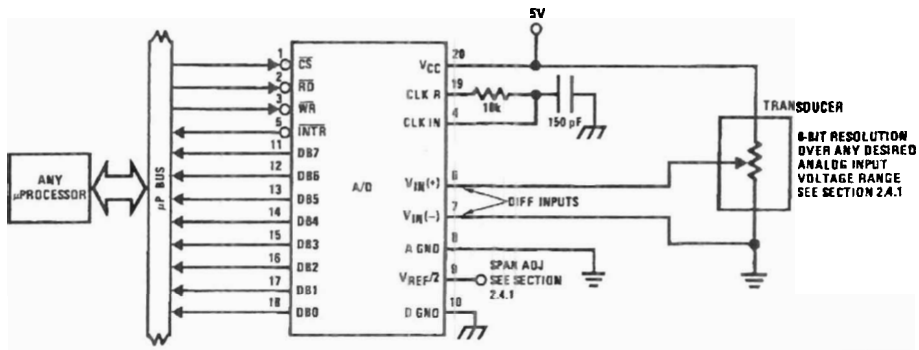 5V
1 CS
2 RD
3 WR
5 INTR
11 DB7
12 DB6
13 DB5
14 DB4
15 DB3
16 DB2
17 DB1
18 DB0
ANY
µPROCESSOR
µP BUS
A/D
VCC 20
CLK R 19
CLK IN 4
10k
150 pF
VIN(+) 6
VIN(–) 7
DIFF INPUTS
A GND 8
VREF/2 9
D GND 10
SPAN ADJ
SEE SECTION
2.4.1
TRANSDUCER
8-BIT RESOLUTION
OVER ANY DESIRED
ANALOG INPUT
VOLTAGE RANGE
SEE SECTION 2.4.1